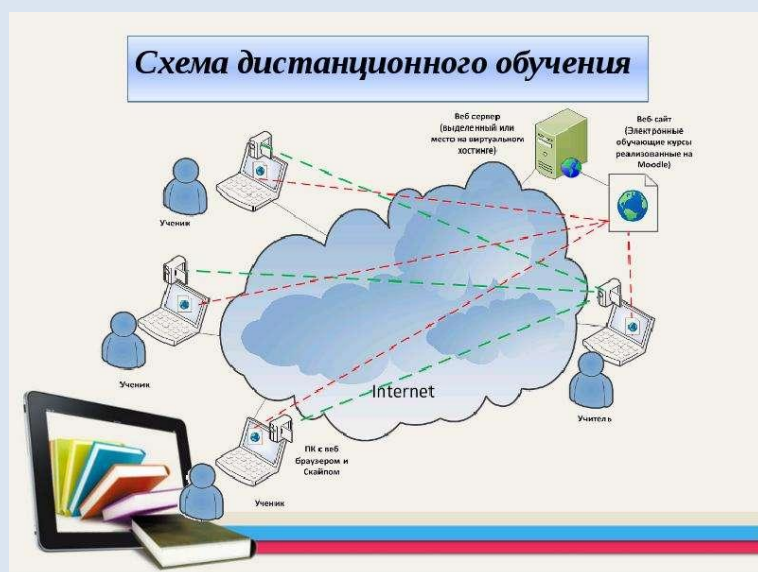 Схема дистанционного обучения
Веб сервер
(выделенный или
место на виртуального
хостинге)
Веб-сайт
(Электронные
обучающие курсы
реализованные на
Moodle)
Ученик
Ученик
Internet
Учитель
ПК с веб
браузером и
Скайпом
Ученик